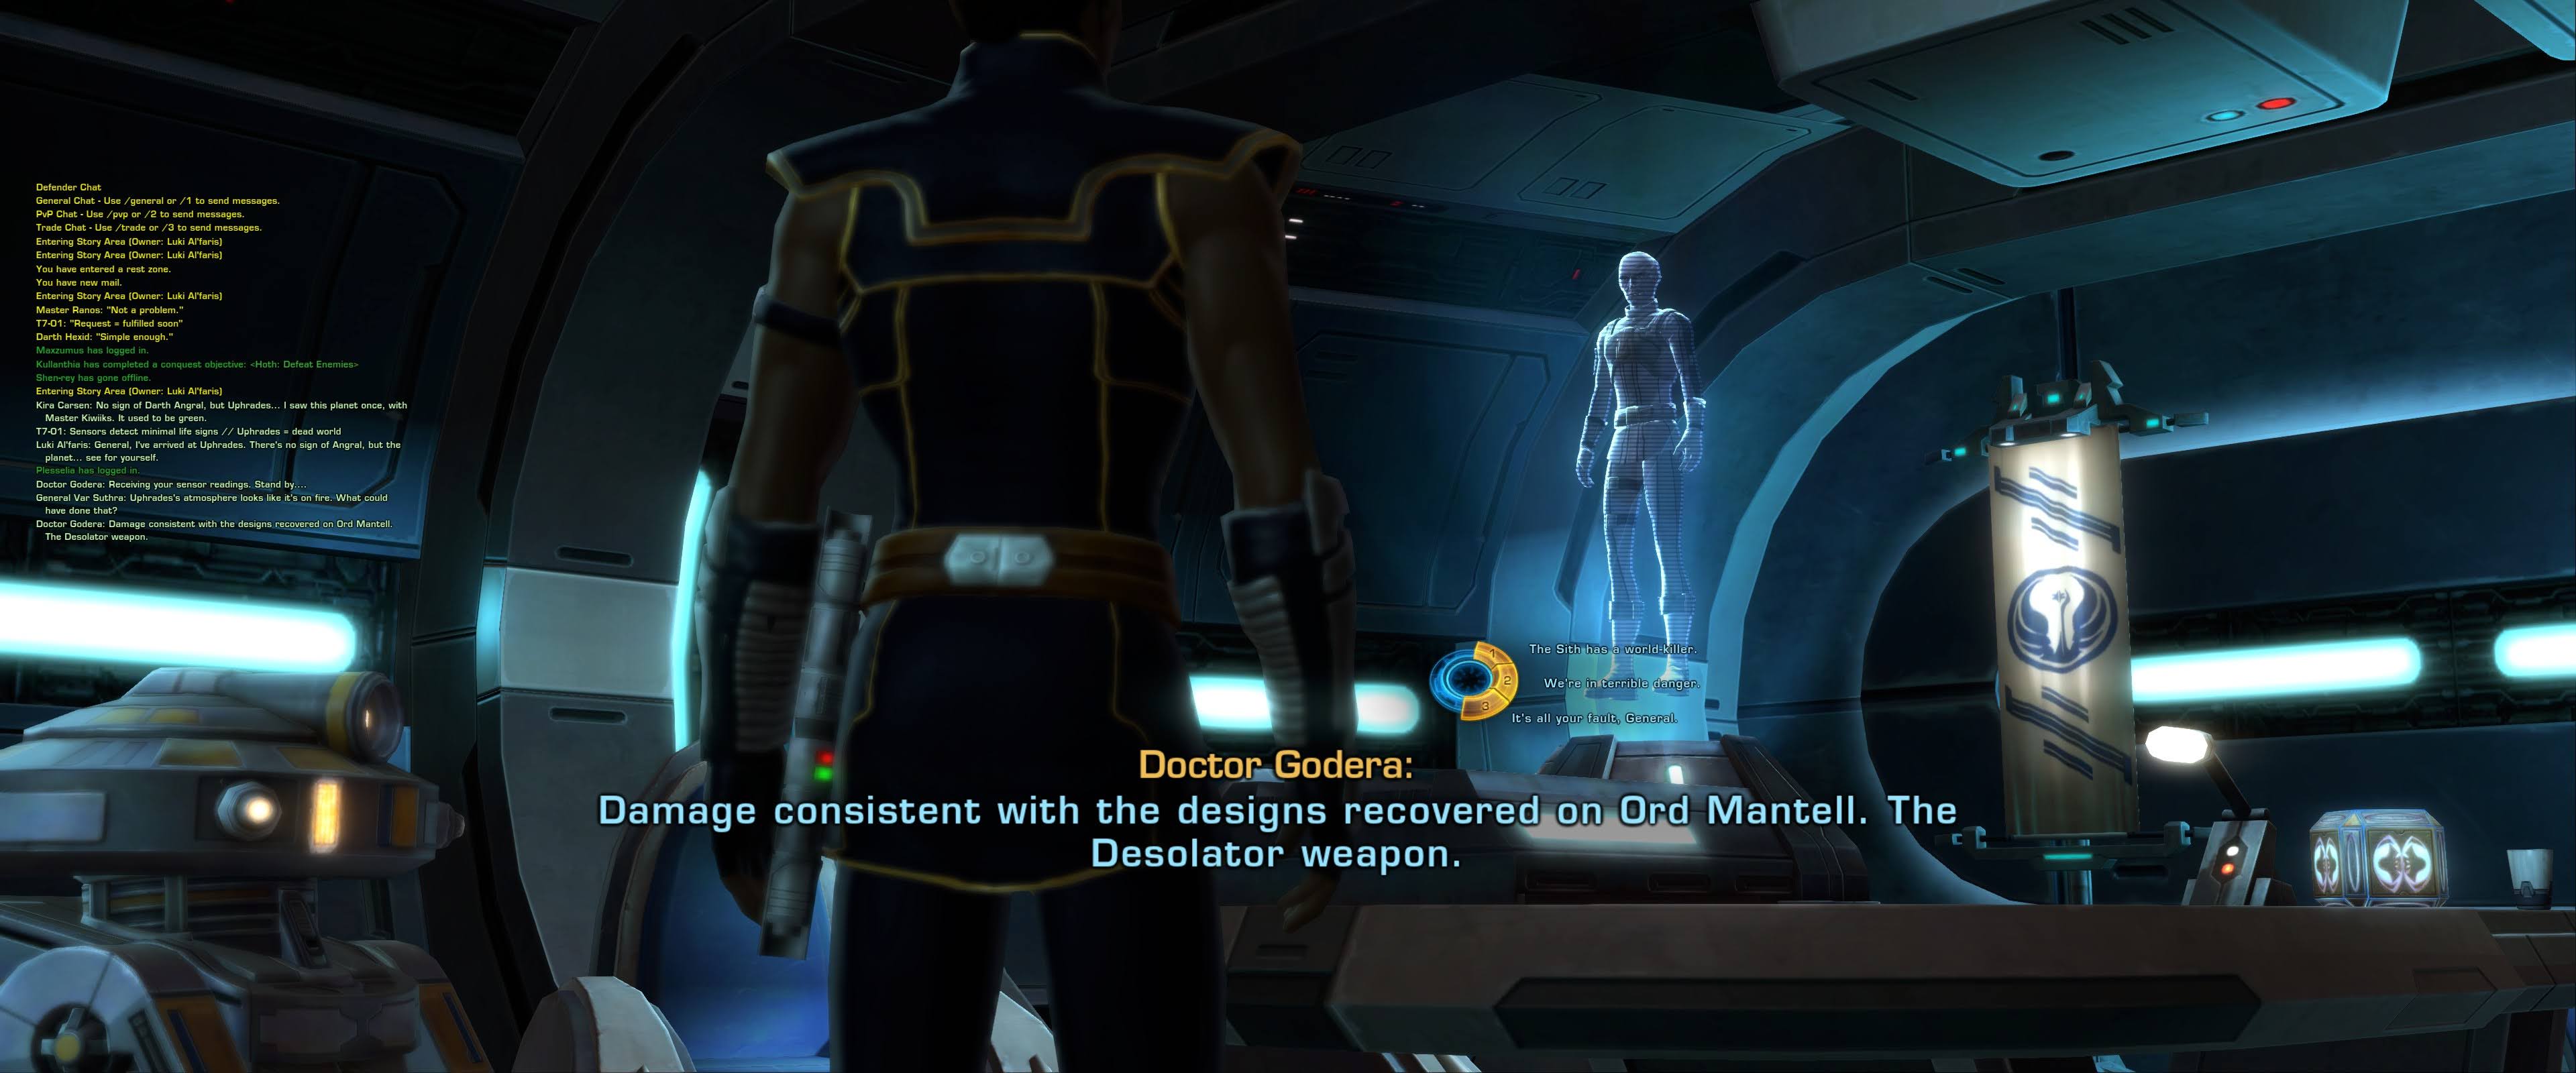 Defender Chat
General Chat - Use /general or /1 to send messages.
PvP Chat - Use /pvp or /2 to send messages.
Trade Chat - Use /trade or /3 to send messages.
Entering Story Area (Owner: Luki Al'faris)
Entering Story Area (Owner: Luki Al'faris)
You have entered a rest zone.
You have new mail.
Entering Story Area (Owner: Luki Al'faris)
Master Ranos: "Not a problem."
T7-01: "Request = fulfilled soon"
Darth Hexid: "Simple enough."
Maxzumus has logged in.
Kullanthia has completed a conquest objective: <Hoth: Defeat Enemies>
Shen-rey has gone offline.
Entering Story Area (Owner: Luki Al'faris)
Kira Carsen: No sign of Darth Angral, but Uphrades... I saw this planet once, with
Master Kiwiiks. It used to be green.
T7-01: Sensors detect minimal life signs // Uphrades = dead world
Luki Al'faris: General, I've arrived at Uphrades. There's no sign of Angral, but the
planet... see for yourself.
Plesselia has logged in.
Doctor Godera: Receiving your sensor readings. Stand by....
General Var Suthra: Uphrades's atmosphere looks like it's on fire. What could
have done that?
Doctor Godera: Damage consistent with the designs recovered on Ord Mantell.
The Desolator weapon.
1 The Sith has a world-killer.
2 We're in terrible danger.
3 It's all your fault, General.
Doctor Godera:
Damage consistent with the designs recovered on Ord Mantell. The
Desolator weapon.